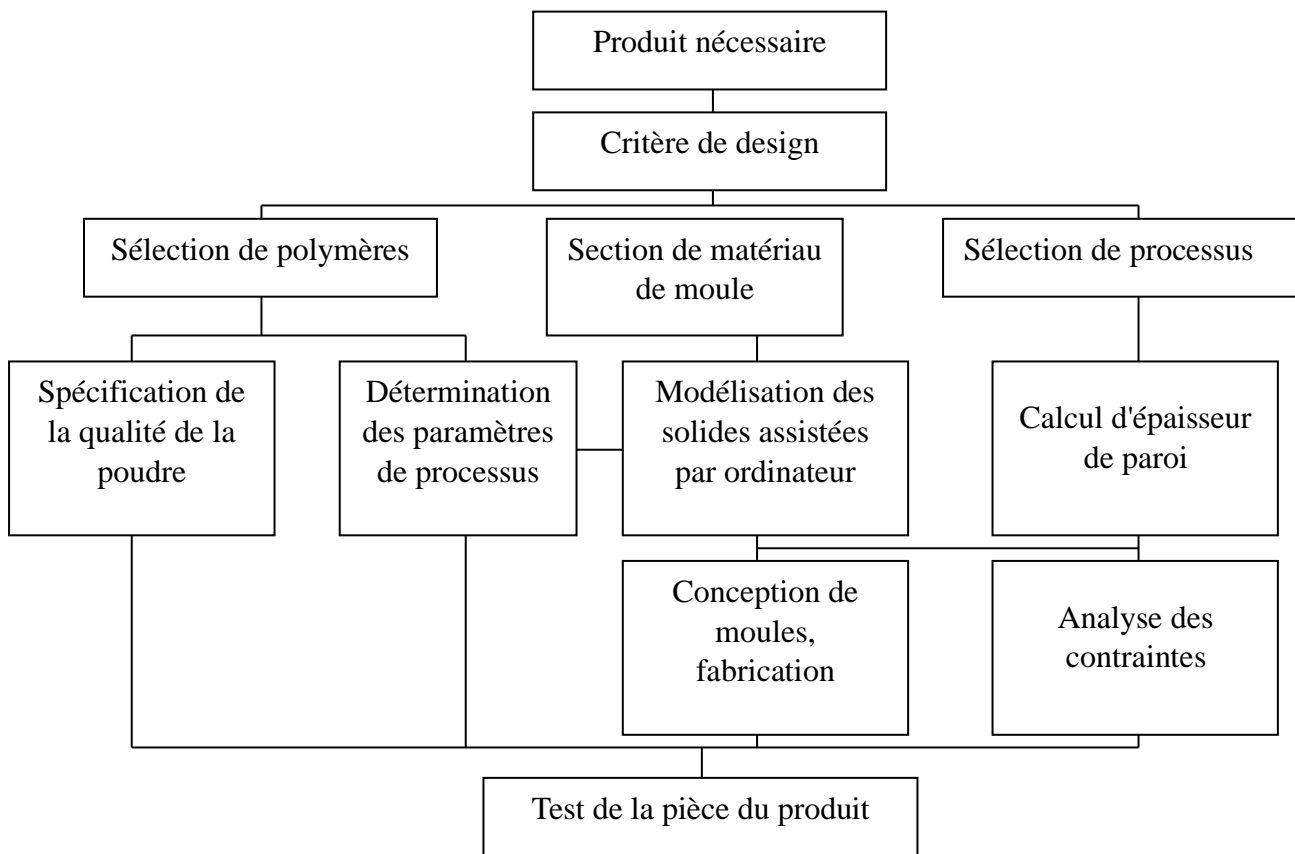 Produit nécessaire
Critère de design
Sélection de polymères
Section de matériau
de moule
Sélection de processus
Spécification de
la qualité de la
poudre
Détermination
des paramètres
de processus
Modélisation des
solides assistées
par ordinateur
Calcul d'épaisseur
de paroi
Conception de
moules,
fabrication
Analyse des
contraintes
Test de la pièce du produit